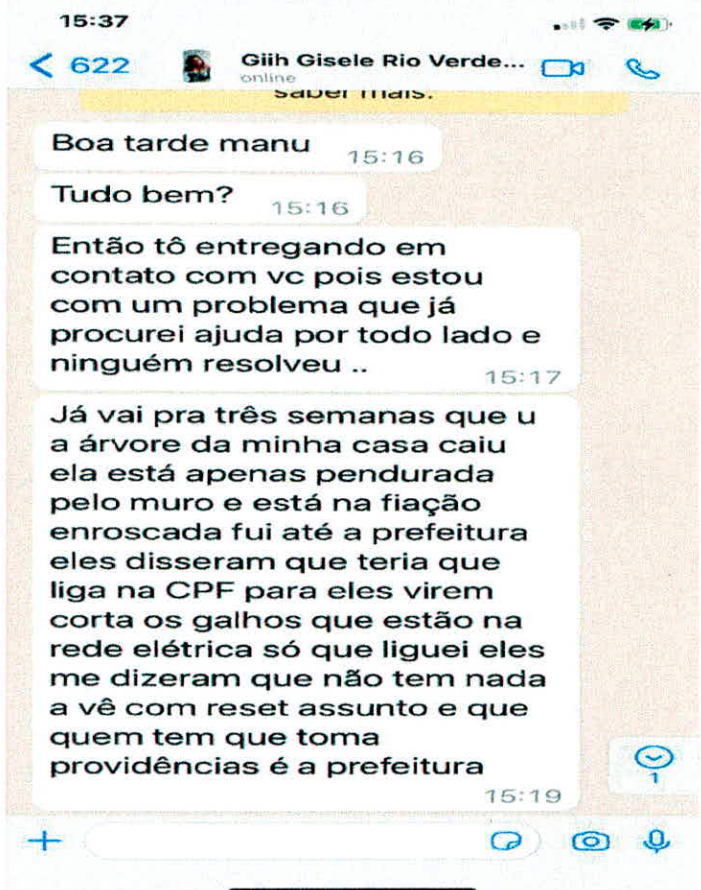 15:37
622
Giih Gisele Rio Verde...
online
saber mais.
Boa tarde manu
15:16
Tudo bem?
15:16
Então tô entregando em
contato com vc pois estou
com um problema que já
procurei ajuda por todo lado e
ninguém resolveu ..
15:17
Já vai pra três semanas que u
a árvore da minha casa caiu
ela está apenas pendurada
pelo muro e está na fiação
enroscada fui até a prefeitura
eles disseram que teria que
liga na CPF para eles virem
corta os galhos que estão na
rede elétrica só que liguei eles
me dizeram que não tem nada
a vê com reset assunto e que
quem tem que toma
providências é a prefeitura
15:19
1